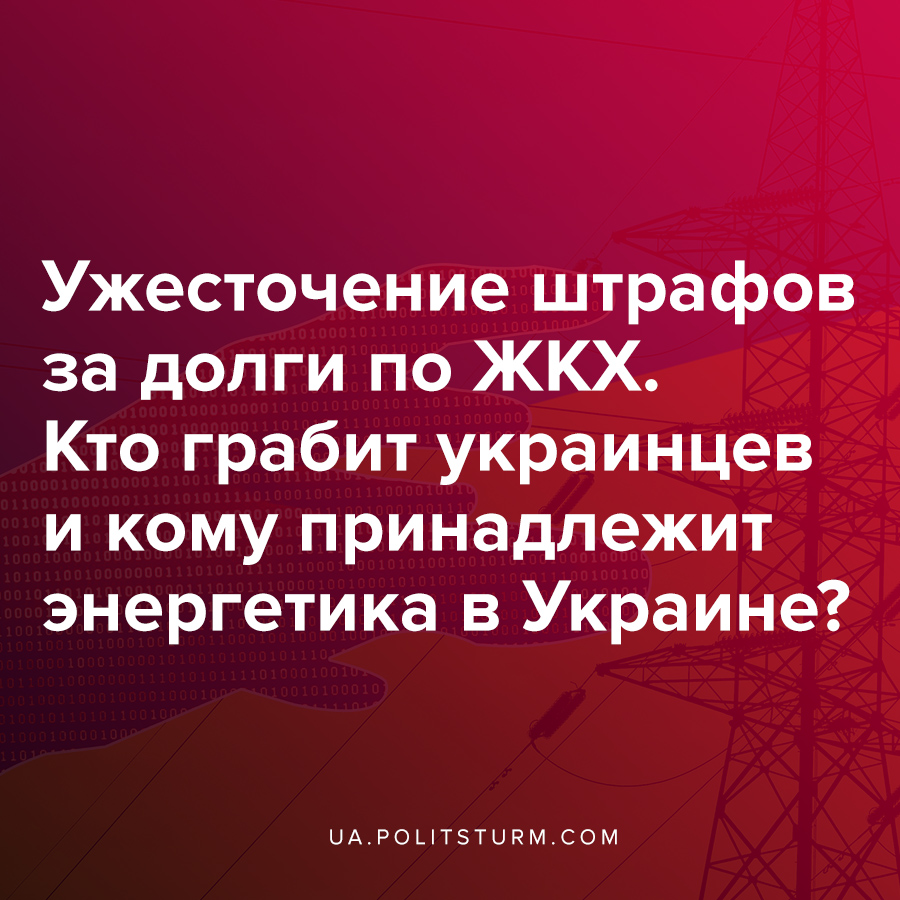 Ужесточение штрафов
за долги по ЖКХ.
Кто грабит украинцев
и кому принадлежит
энергетика в Украине?
UA.POLITSTURM.COM